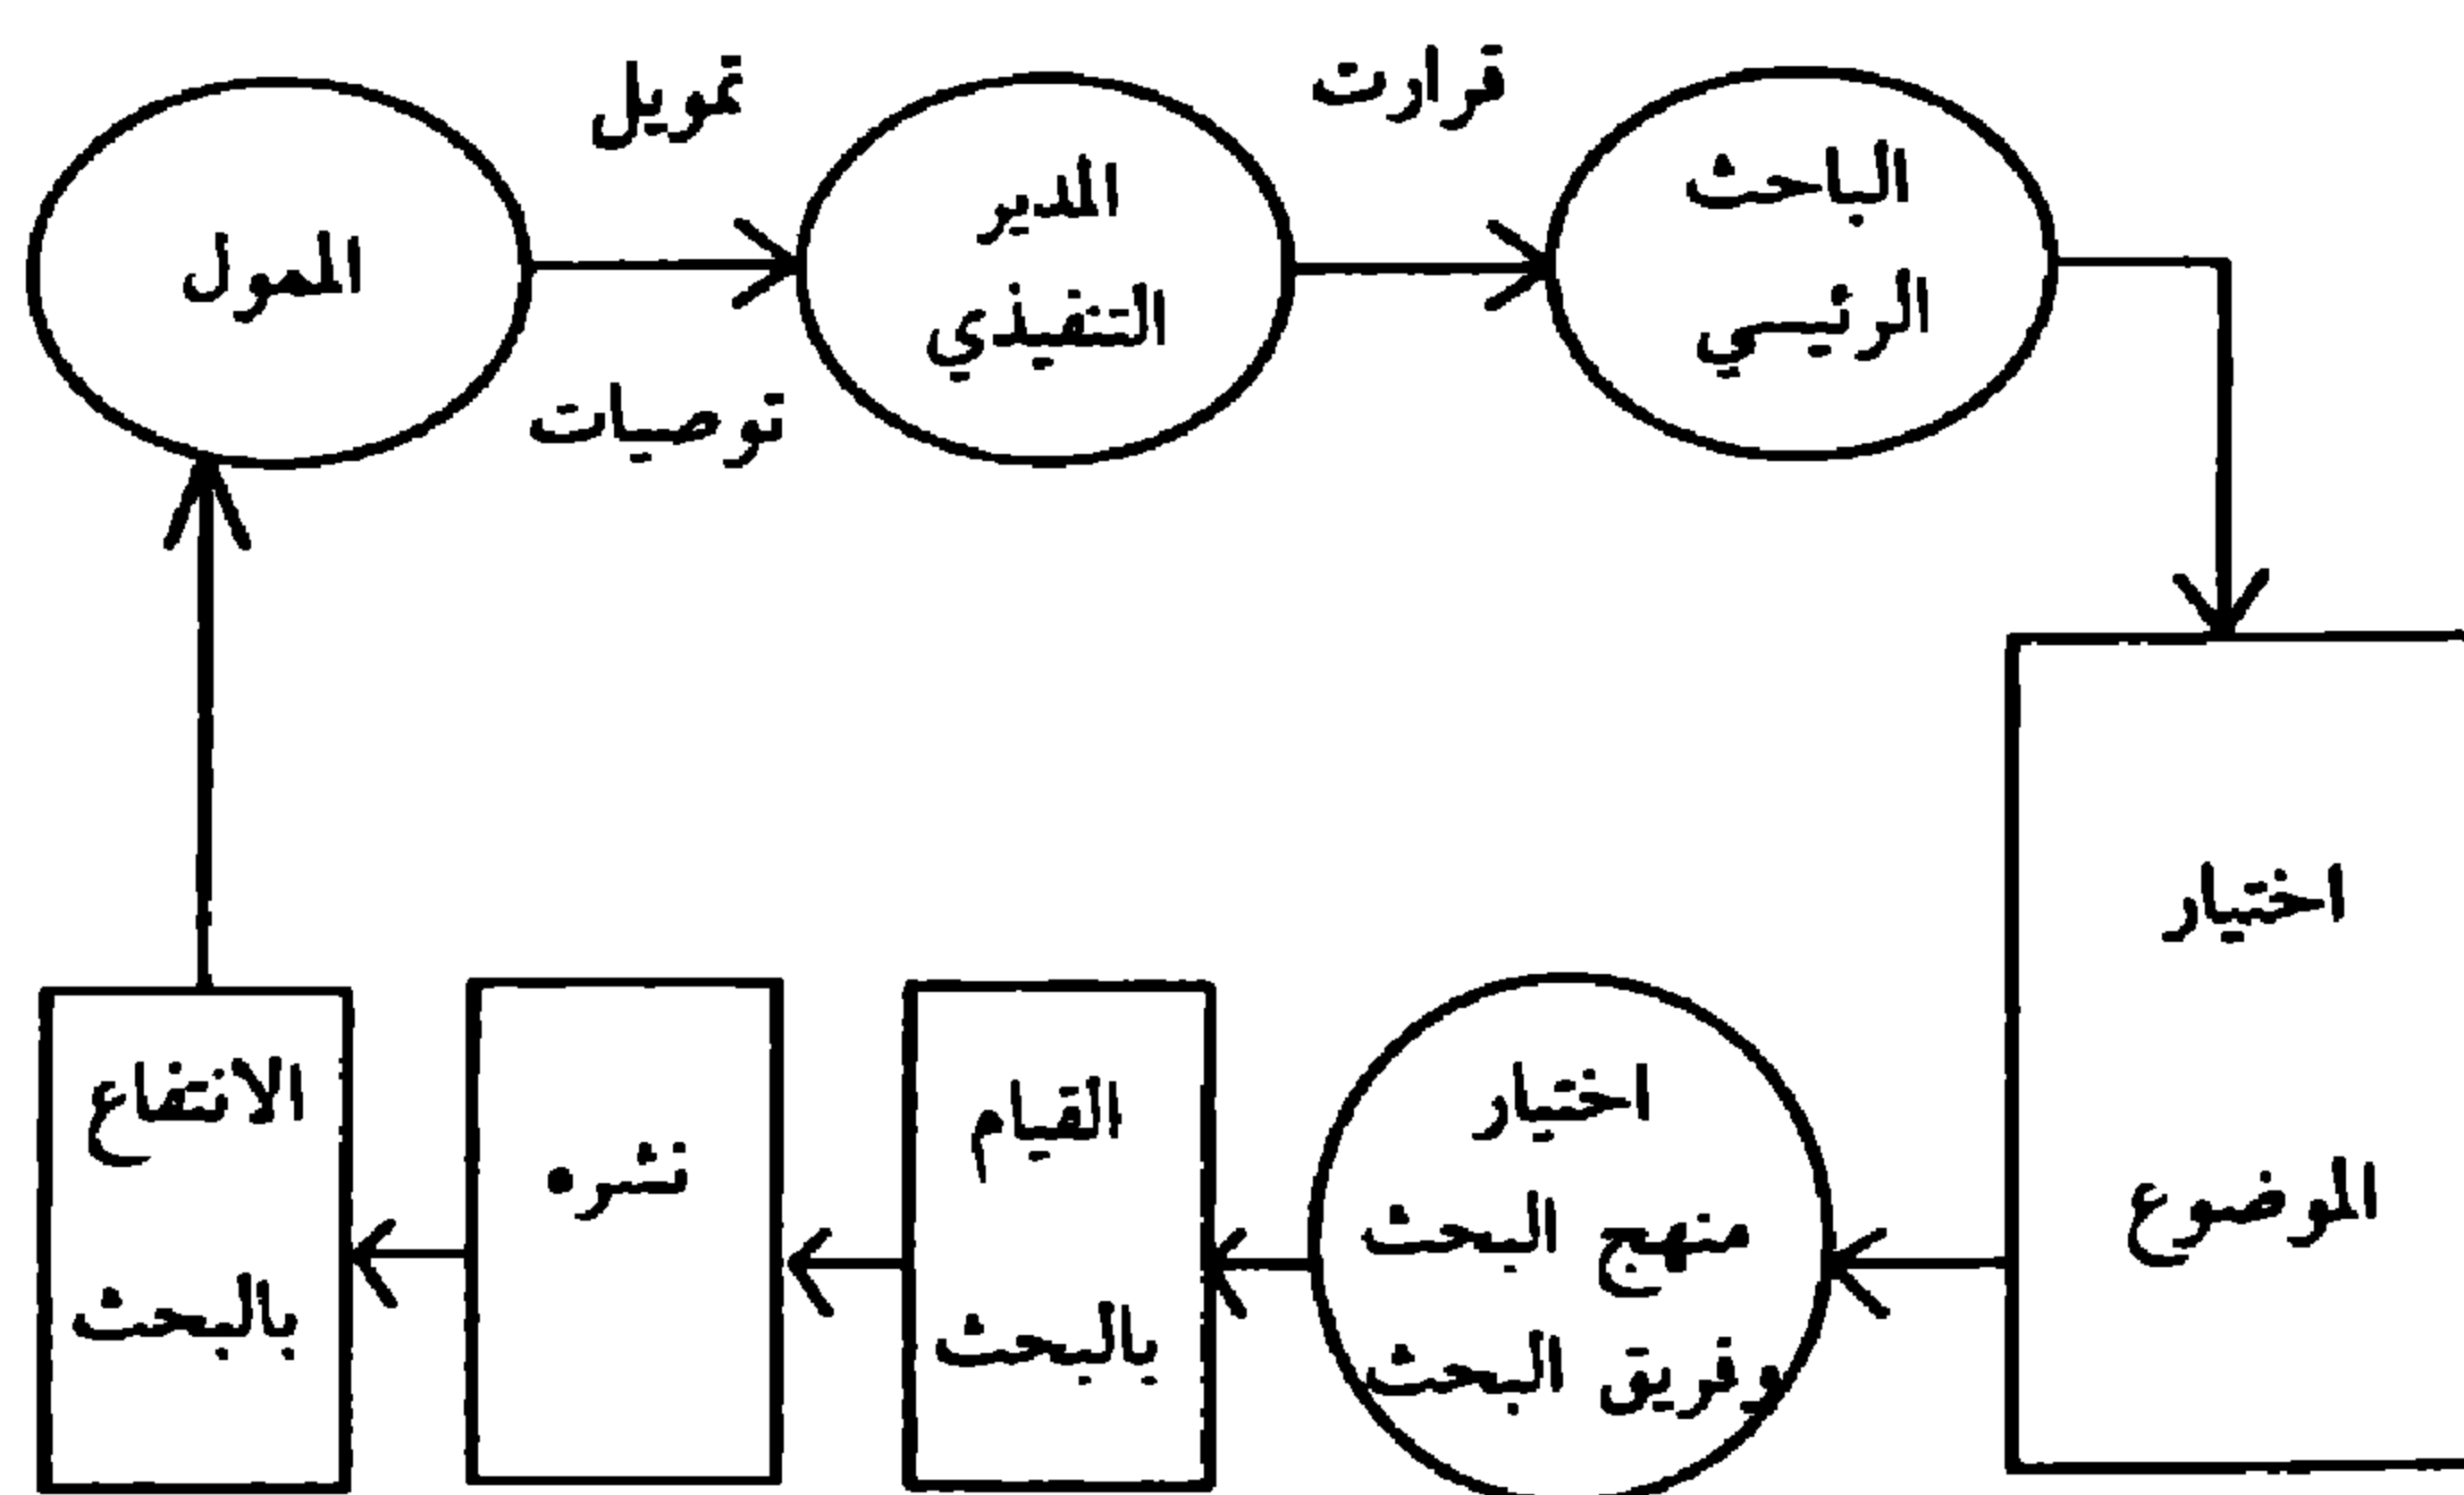 الممول
تمويل
توصيات
المدير
التنفيذي
قرارت
الباحث
الرئيسي
اختيار
الموضوع
اختيار
منهج البحث
وفريق البحث
القيام
بالبحث
نشره
الانتفاع
بالبحث